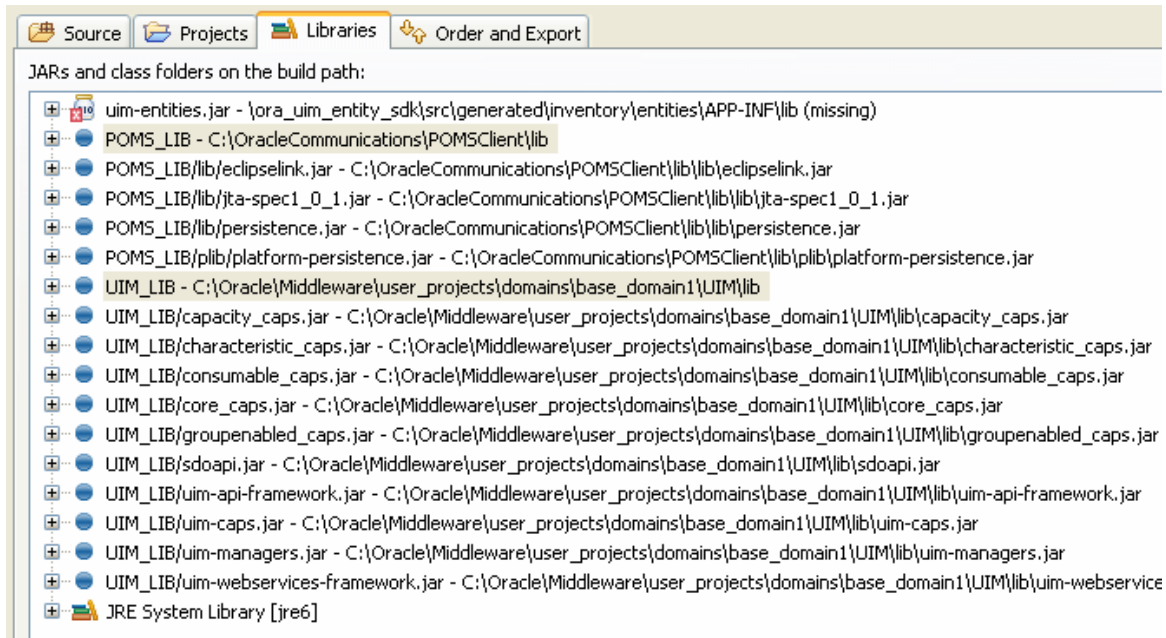 Source Projects Libraries Order and Export
JARs and class folders on the build path:
uim-entities.jar - \ora_uim_entity_sdk\src\generated\inventory\entities\APP-INF\lib (missing)
POMS_LIB - C:\OracleCommunications\POMSClient\lib
POMS_LIB/lib/eclipselink.jar - C:\OracleCommunications\POMSClient\lib\lib\eclipselink.jar
POMS_LIB/lib/jta-spec1_0_1.jar - C:\OracleCommunications\POMSClient\lib\lib\jta-spec1_0_1.jar
POMS_LIB/lib/persistence.jar - C:\OracleCommunications\POMSClient\lib\lib\persistence.jar
POMS_LIB/plib/platform-persistence.jar - C:\OracleCommunications\POMSClient\lib\plib\platform-persistence.jar
UIM_LIB - C:\Oracle\Middleware\user_projects\domains\base_domain1\UIM\lib
UIM_LIB/capacity_caps.jar - C:\Oracle\Middleware\user_projects\domains\base_domain1\UIM\lib\capacity_caps.jar
UIM_LIB/characteristic_caps.jar - C:\Oracle\Middleware\user_projects\domains\base_domain1\UIM\lib\characteristic_caps.jar
UIM_LIB/consumable_caps.jar - C:\Oracle\Middleware\user_projects\domains\base_domain1\UIM\lib\consumable_caps.jar
UIM_LIB/core_caps.jar - C:\Oracle\Middleware\user_projects\domains\base_domain1\UIM\lib\core_caps.jar
UIM_LIB/groupenabled_caps.jar - C:\Oracle\Middleware\user_projects\domains\base_domain1\UIM\lib\groupenabled_caps.jar
UIM_LIB/sdoapi.jar - C:\Oracle\Middleware\user_projects\domains\base_domain1\UIM\lib\sdoapi.jar
UIM_LIB/uim-api-framework.jar - C:\Oracle\Middleware\user_projects\domains\base_domain1\UIM\lib\uim-api-framework.jar
UIM_LIB/uim-caps.jar - C:\Oracle\Middleware\user_projects\domains\base_domain1\UIM\lib\uim-caps.jar
UIM_LIB/uim-managers.jar - C:\Oracle\Middleware\user_projects\domains\base_domain1\UIM\lib\uim-managers.jar
UIM_LIB/uim-webservices-framework.jar - C:\Oracle\Middleware\user_projects\domains\base_domain1\UIM\lib\uim-webservice
JRE System Library [jre6]